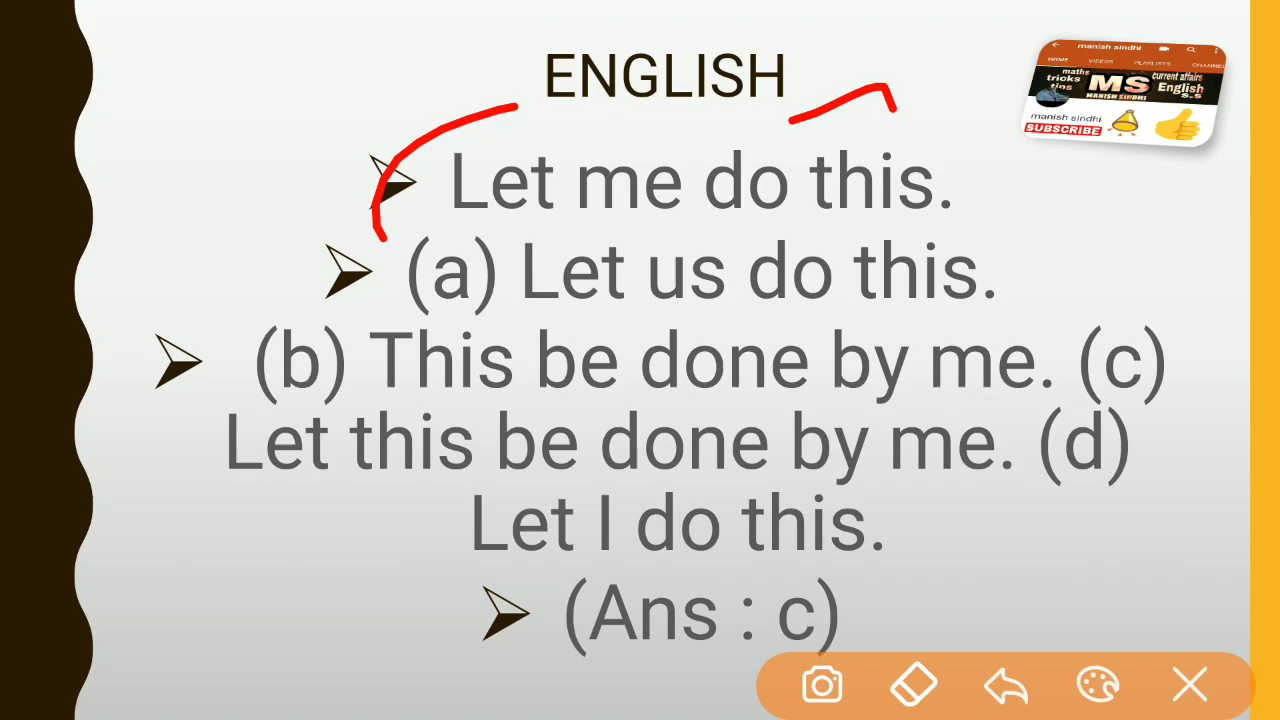 ENGLISH
manish sindhi
HOME VIDEOS PLAYLISTS CHANNEL
maths
tricks
tips
MS
MANISH SINDHI
current affairs
English
S.S
manish sindhi
SUBSCRIBE
Let me do this.
(a) Let us do this.
(b) This be done by me. (c)
Let this be done by me. (d)
Let I do this.
(Ans : c)